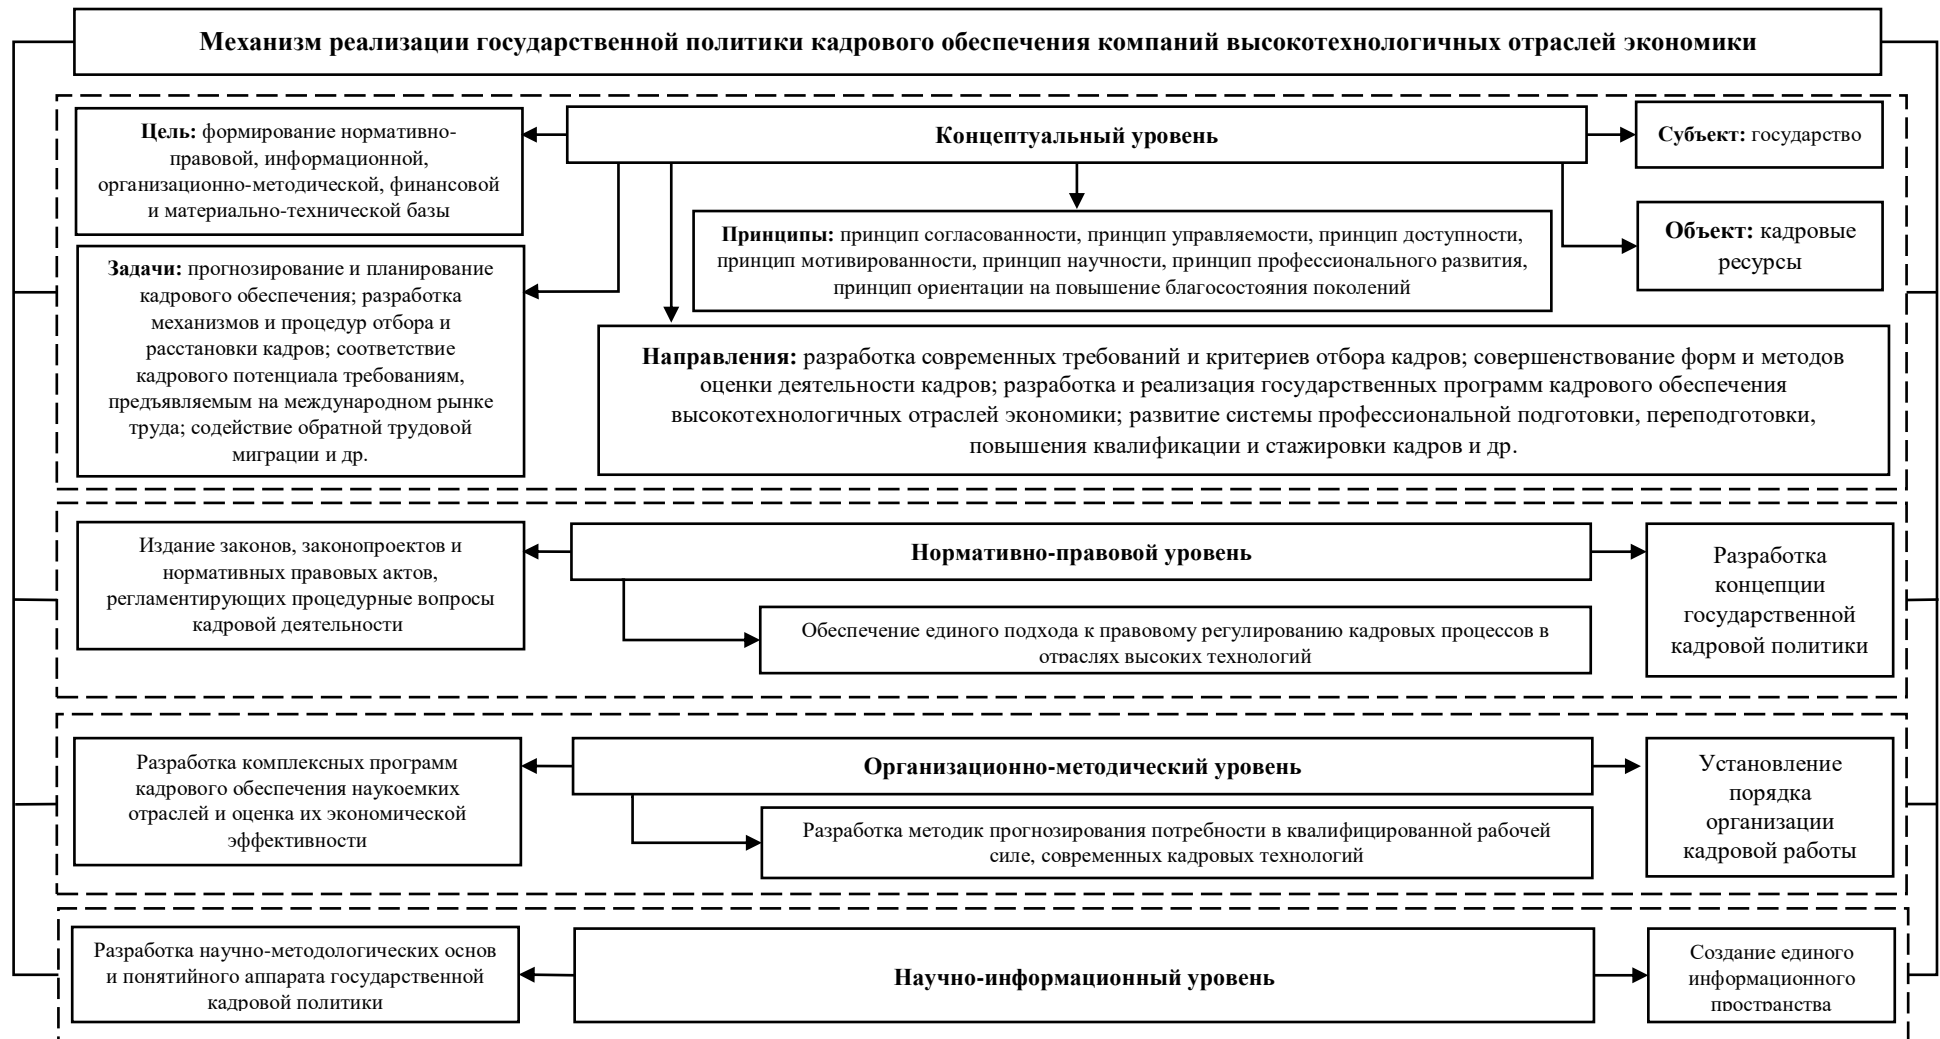 Механизм реализации государственной политики кадрового обеспечения компаний высокотехнологичных отраслей экономики
Цель: формирование нормативно-
правовой, информационной,
организационно-методической, финансовой
и материально-технической базы
Концептуальный уровень
Субъект: государство
Объект: кадровые
ресурсы
Принципы: принцип согласованности, принцип управляемости, принцип доступности,
принцип мотивированности, принцип научности, принцип профессионального развития,
принцип ориентации на повышение благосостояния поколений
Задачи: прогнозирование и планирование
кадрового обеспечения; разработка
механизмов и процедур отбора и
расстановки кадров; соответствие
кадрового потенциала требованиям,
предъявляемым на международном рынке
труда; содействие обратной трудовой
миграции и др.
Направления: разработка современных требований и критериев отбора кадров; совершенствование форм и методов
оценки деятельности кадров; разработка и реализация государственных программ кадрового обеспечения
высокотехнологичных отраслей экономики; развитие системы профессиональной подготовки, переподготовки,
повышения квалификации и стажировки кадров и др.
Издание законов, законопроектов и
нормативных правовых актов,
регламентирующих процедурные вопросы
кадровой деятельности
Нормативно-правовой уровень
Обеспечение единого подхода к правовому регулированию кадровых процессов в
отраслях высоких технологий
Разработка
концепции
государственной
кадровой политики
Разработка комплексных программ
кадрового обеспечения наукоемких
отраслей и оценка их экономической
эффективности
Организационно-методический уровень
Разработка методик прогнозирования потребности в квалифицированной рабочей
силе, современных кадровых технологий
Установление
порядка
организации
кадровой работы
Разработка научно-методологических основ
и понятийного аппарата государственной
кадровой политики
Научно-информационный уровень
Создание единого
информационного
пространства